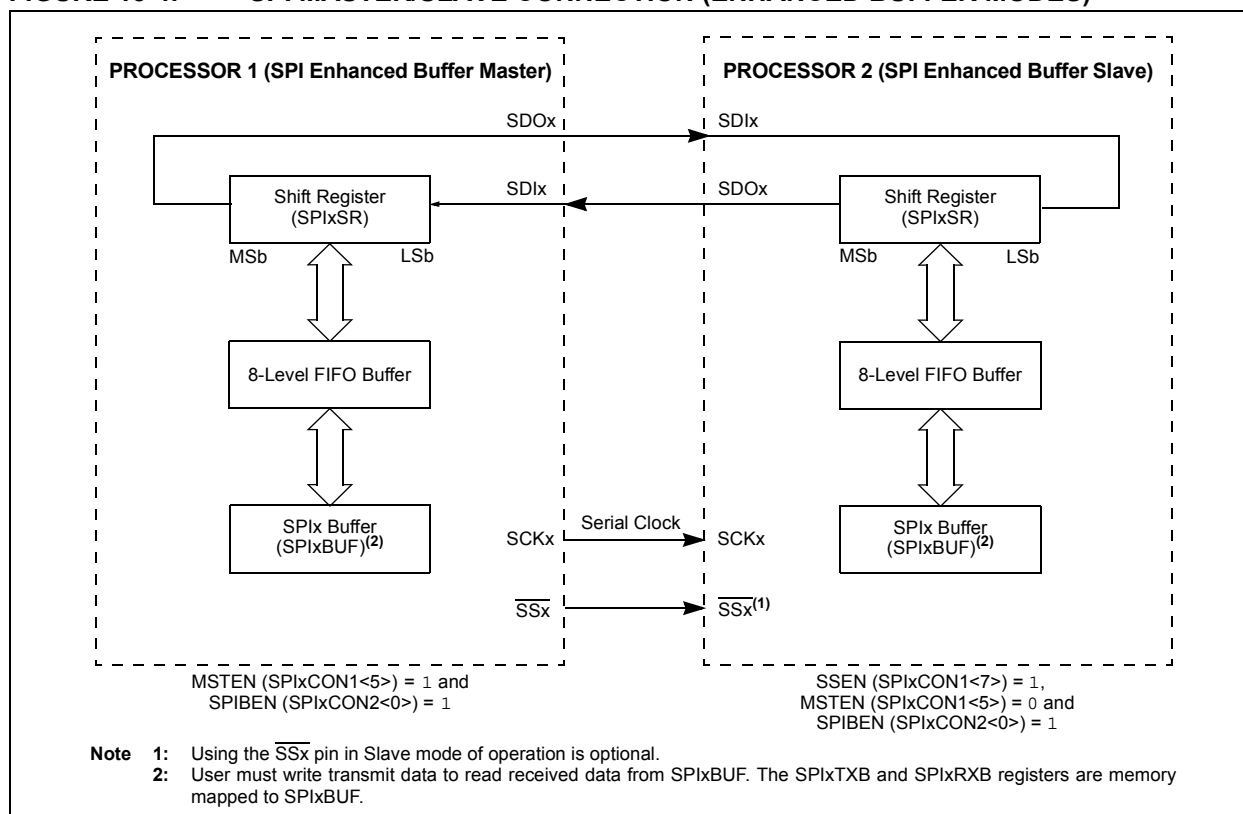 PROCESSOR 1 (SPI Enhanced Buffer Master)
PROCESSOR 2 (SPI Enhanced Buffer Slave)
SDOx
SDIx
SDIx
SDOx
Shift Register
(SPIxSR)
MSb
LSb
Shift Register
(SPIxSR)
MSb
LSb
8-Level FIFO Buffer
8-Level FIFO Buffer
SPIx Buffer
(SPIxBUF)(2)
SCKx
Serial Clock
SCKx
SPIx Buffer
(SPIxBUF)(2)
SSx
SSx(1)
MSTEN (SPIxCON1<5>) = 1 and
SPIBEN (SPIxCON2<0>) = 1
SSEN (SPIxCON1<7>) = 1,
MSTEN (SPIxCON1<5>) = 0 and
SPIBEN (SPIxCON2<0>) = 1
Note 1: Using the SSx pin in Slave mode of operation is optional.
2: User must write transmit data to read received data from SPIxBUF. The SPIxTXB and SPIxRXB registers are memory
mapped to SPIxBUF.